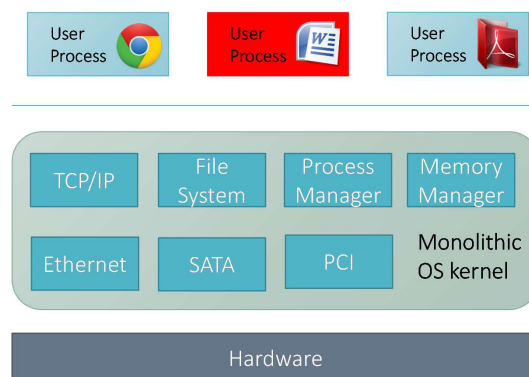 User
Process
User
Process
W
User
Process
TCP/IP
File
System
Process
Manager
Memory
Manager
Ethernet
SATA
PCI
Monolithic
OS kernel
Hardware